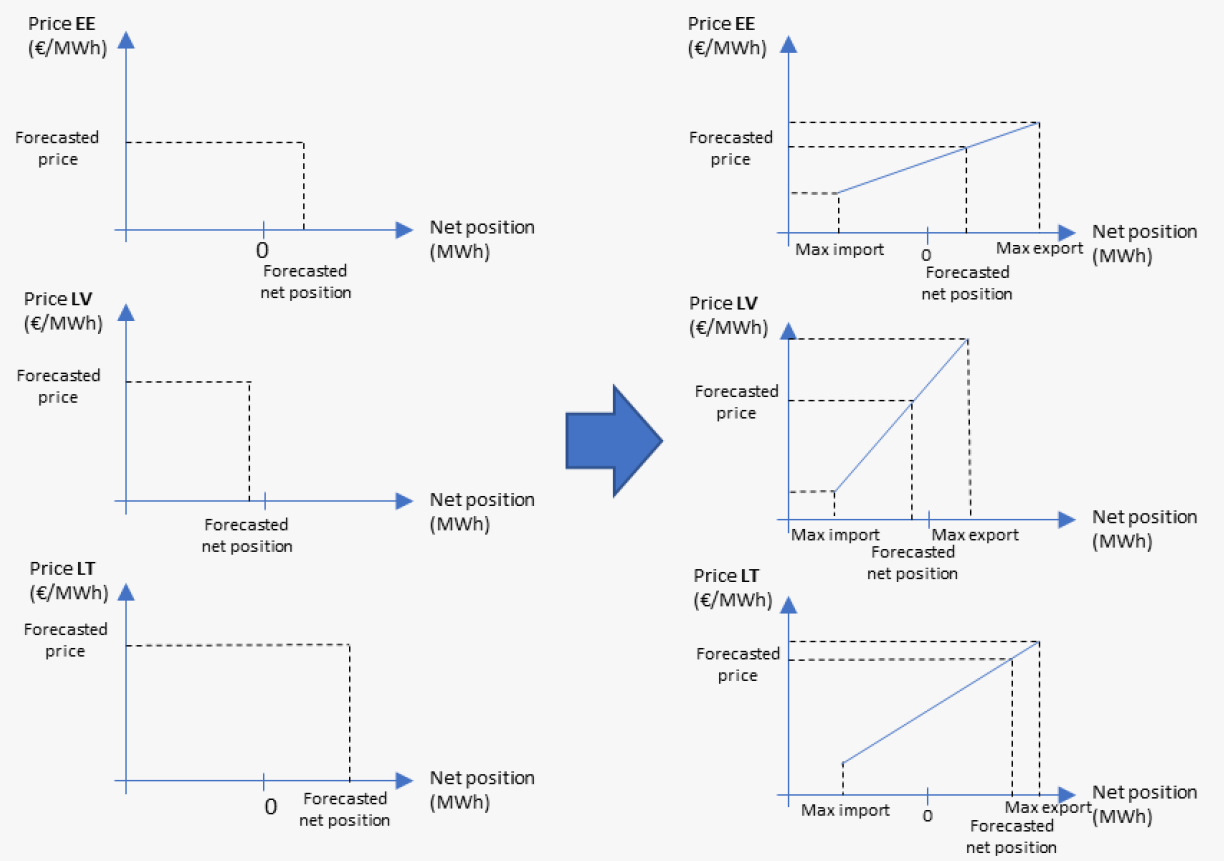 Price EE
(€/MWh)
Forecasted
price
Net position
(MWh)
0
Forecasted
net position
Price LV
(€/MWh)
Forecasted
price
Net position
(MWh)
Forecasted
net position
Price LT
(€/MWh)
Forecasted
price
Net position
(MWh)
0
Forecasted
net position
Price EE
(€/MWh)
Forecasted
price
Net position
(MWh)
Max import
0
Max export
Forecasted
net position
Price LV
(€/MWh)
Forecasted
price
Net position
(MWh)
Max import
Max export
Forecasted
net position
Price LT
(€/MWh)
Forecasted
price
Net position
(MWh)
Max import
0
Max export
Forecasted
net position